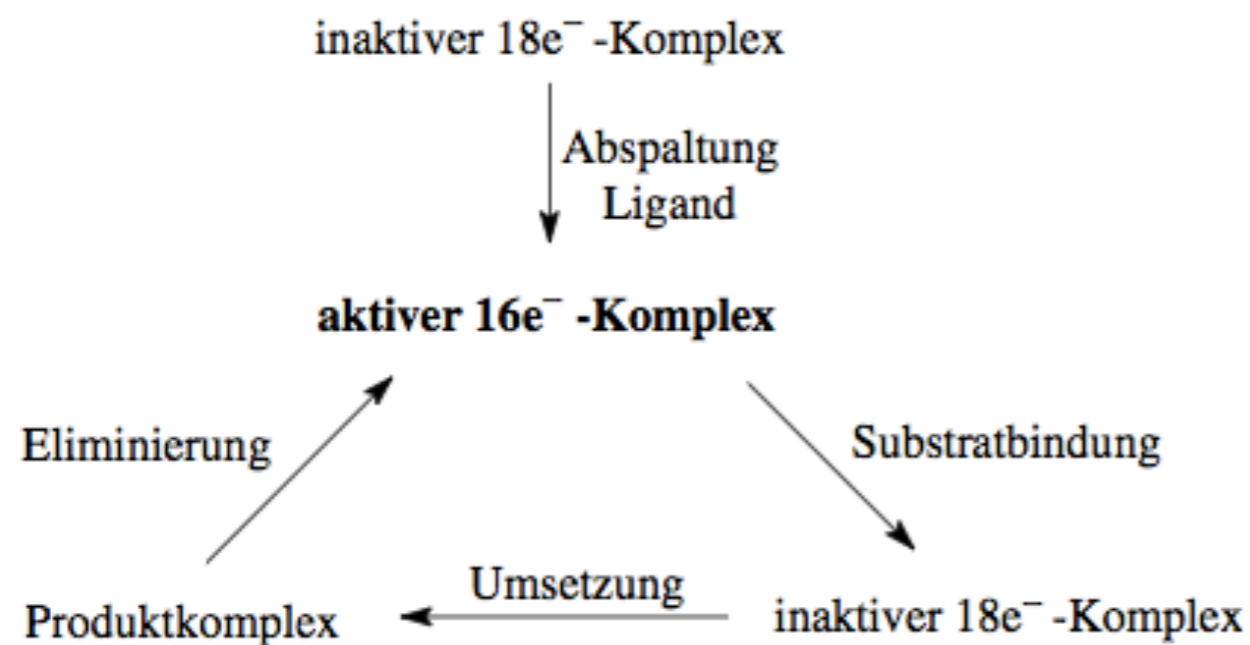 inaktiver 18e⁻ -Komplex
Abspaltung
Ligand
aktiver 16e⁻ -Komplex
Eliminierung
Substratbindung
Umsetzung
Produktkomplex
inaktiver 18e⁻ -Komplex